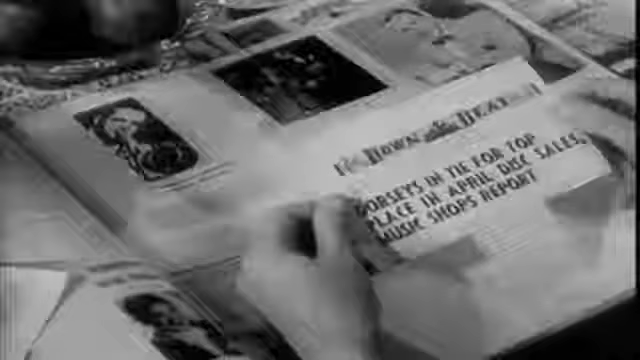 DORSEYS IN TIE FOR TOP
PLACE IN APRIL DISC SALES,
MUSIC SHOPS REPORT